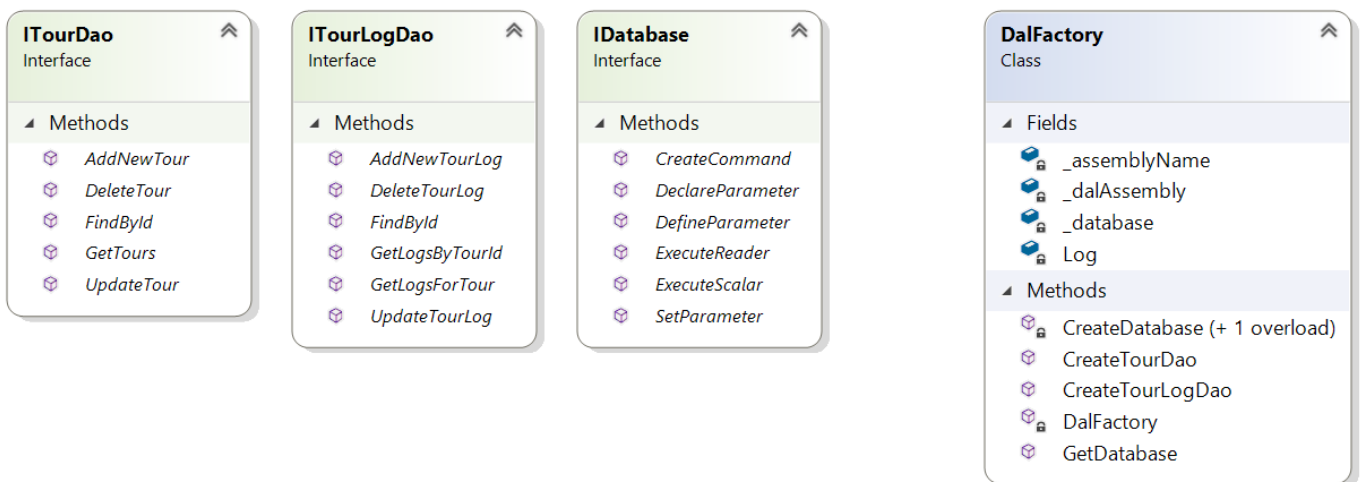 ITourDao
Interface
Methods
AddNewTour
DeleteTour
FindById
GetTours
UpdateTour
ITourLogDao
Interface
Methods
AddNewTourLog
DeleteTourLog
FindById
GetLogsByTourId
GetLogsForTour
UpdateTourLog
IDatabase
Interface
Methods
CreateCommand
DeclareParameter
DefineParameter
ExecuteReader
ExecuteScalar
SetParameter
DalFactory
Class
Fields
_assemblyName
_dalAssembly
_database
Log
Methods
CreateDatabase (+ 1 overload)
CreateTourDao
CreateTourLogDao
DalFactory
GetDatabase